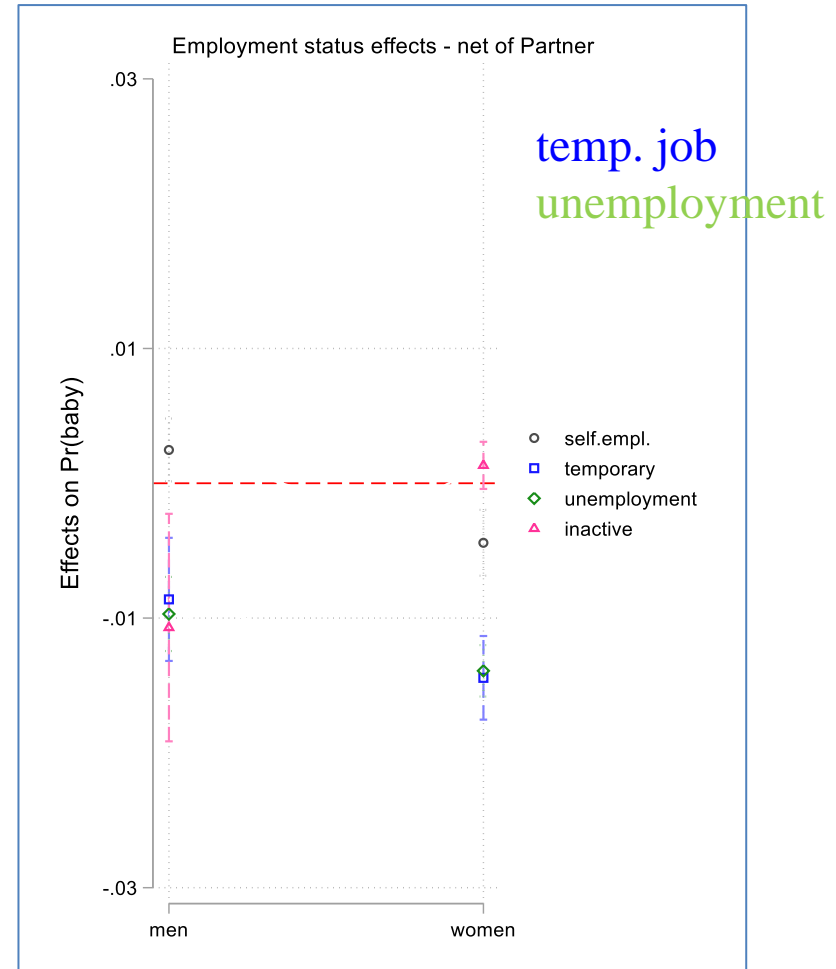 Employment status effects - net of Partner
.03
temp. job
unemployment
.01
Effects on Pr(baby)
self.empl.
temporary
unemployment
inactive
-.01
-.03
men women